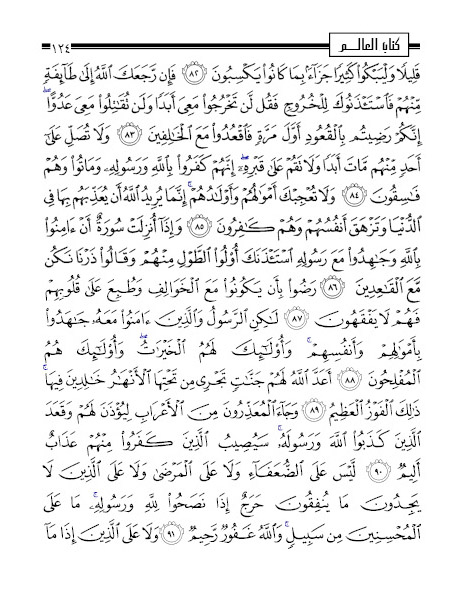 كتاب العالم ١٢٤
قَلِيلًا وَلْيَبْكُوا۟ كَثِيرًا جَزَآءًۢ بِمَا كَانُوا۟ يَكْسِبُونَ ٨٢ فَإِن رَّجَعَكَ ٱللَّهُ إِلَىٰ طَآئِفَةٍ
مِّنْهُمْ فَٱسْتَـْٔذَنُوكَ لِلْخُرُوجِ فَقُل لَّن تَخْرُجُوا۟ مَعِىَ أَبَدًا وَلَن تُقَٰتِلُوا۟ مَعِىَ عَدُوًّا ۖ
إِنَّكُمْ رَضِيتُم بِٱلْقُعُودِ أَوَّلَ مَرَّةٍ فَٱقْعُدُوا۟ مَعَ ٱلْخَٰلِفِينَ ٨٣ وَلَا تُصَلِّ عَلَىٰٓ
أَحَدٍ مِّنْهُم مَّاتَ أَبَدًا وَلَا تَقُمْ عَلَىٰ قَبْرِهِۦٓ ۖ إِنَّهُمْ كَفَرُوا۟ بِٱللَّهِ وَرَسُولِهِۦ وَمَاتُوا۟ وَهُمْ
فَٰسِقُونَ ٨٤ وَلَا تُعْجِبْكَ أَمْوَٰلُهُمْ وَأَوْلَٰدُهُمْ ۚ إِنَّمَا يُرِيدُ ٱللَّهُ أَن يُعَذِّبَهُم بِهَا فِى
ٱلدُّنْيَا وَتَزْهَقَ أَنفُسُهُمْ وَهُمْ كَٰفِرُونَ ٨٥ وَإِذَآ أُنزِلَتْ سُورَةٌ أَنْ ءَامِنُوا۟
بِٱللَّهِ وَجَٰهِدُوا۟ مَعَ رَسُولِهِ ٱسْتَـْٔذَنَكَ أُو۟لُوا۟ ٱلطَّوْلِ مِنْهُمْ وَقَالُوا۟ ذَرْنَا نَكُن
مَّعَ ٱلْقَٰعِدِينَ ٨٦ رَضُوا۟ بِأَن يَكُونُوا۟ مَعَ ٱلْخَوَالِفِ وَطُبِعَ عَلَىٰ قُلُوبِهِمْ
فَهُمْ لَا يَفْقَهُونَ ٨٧ لَٰكِنِ ٱلرَّسُولُ وَٱلَّذِينَ ءَامَنُوا۟ مَعَهُۥ جَٰهَدُوا۟
بِأَمْوَٰلِهِمْ وَأَنفُسِهِمْ ۚ وَأُو۟لَٰٓئِكَ لَهُمُ ٱلْخَيْرَٰتُ ۖ وَأُو۟لَٰٓئِكَ هُمُ
ٱلْمُفْلِحُونَ ٨٨ أَعَدَّ ٱللَّهُ لَهُمْ جَنَّٰتٍ تَجْرِى مِن تَحْتِهَا ٱلْأَنْهَٰرُ خَٰلِدِينَ فِيهَا ۚ
ذَٰلِكَ ٱلْفَوْزُ ٱلْعَظِيمُ ٨٩ وَجَآءَ ٱلْمُعَذِّرُونَ مِنَ ٱلْأَعْرَابِ لِيُؤْذَنَ لَهُمْ وَقَعَدَ
ٱلَّذِينَ كَذَبُوا۟ ٱللَّهَ وَرَسُولَهُۥ ۚ سَيُصِيبُ ٱلَّذِينَ كَفَرُوا۟ مِنْهُمْ عَذَابٌ
أَلِيمٌ ٩٠ لَّيْسَ عَلَى ٱلضُّعَفَآءِ وَلَا عَلَى ٱلْمَرْضَىٰ وَلَا عَلَى ٱلَّذِينَ لَا
يَجِدُونَ مَا يُنفِقُونَ حَرَجٌ إِذَا نَصَحُوا۟ لِلَّهِ وَرَسُولِهِۦ ۚ مَا عَلَى
ٱلْمُحْسِنِينَ مِن سَبِيلٍ ۚ وَٱللَّهُ غَفُورٌ رَّحِيمٌ ٩١ وَلَا عَلَى ٱلَّذِينَ إِذَا مَآ